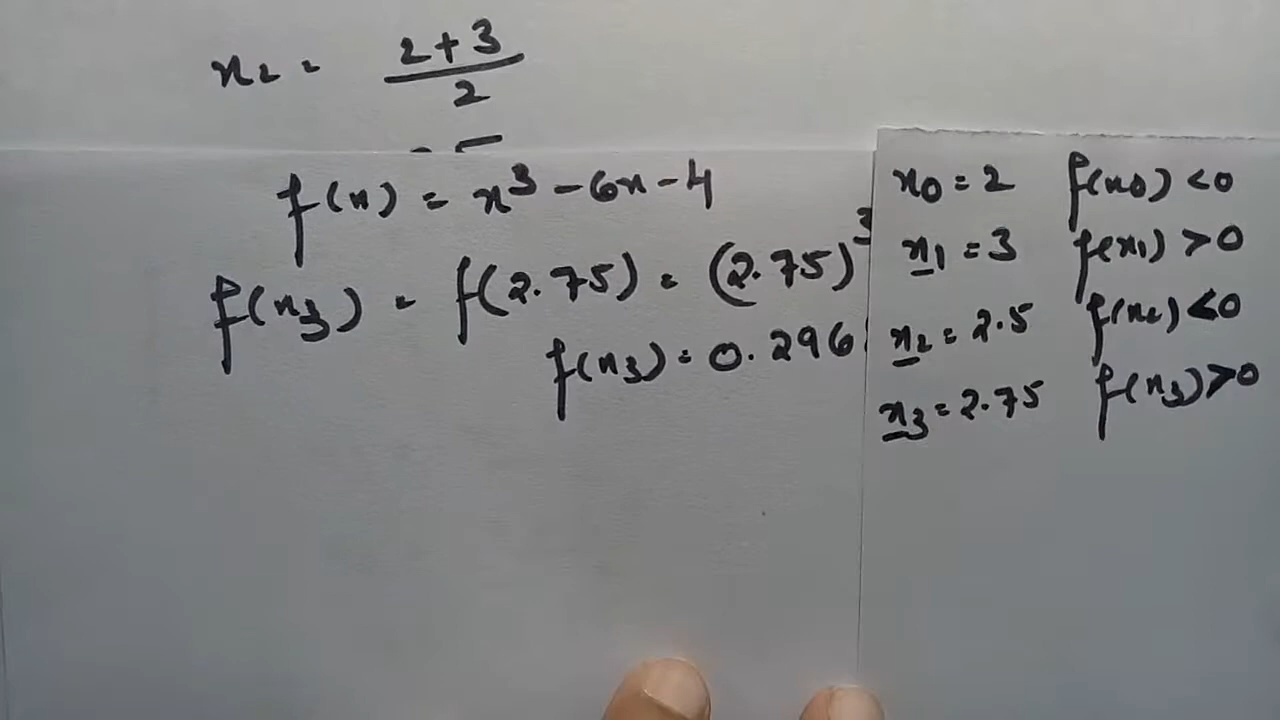 x2 = 2+3
2
f(x) = x^3 - 6x - 4
f(x3) = f(2.75) = (2.75)^3
f(x3) = 0.296
x0 = 2 f(x0) < 0
x1 = 3 f(x1) > 0
x2 = 2.5 f(x2) < 0
x3 = 2.75 f(x3) > 0